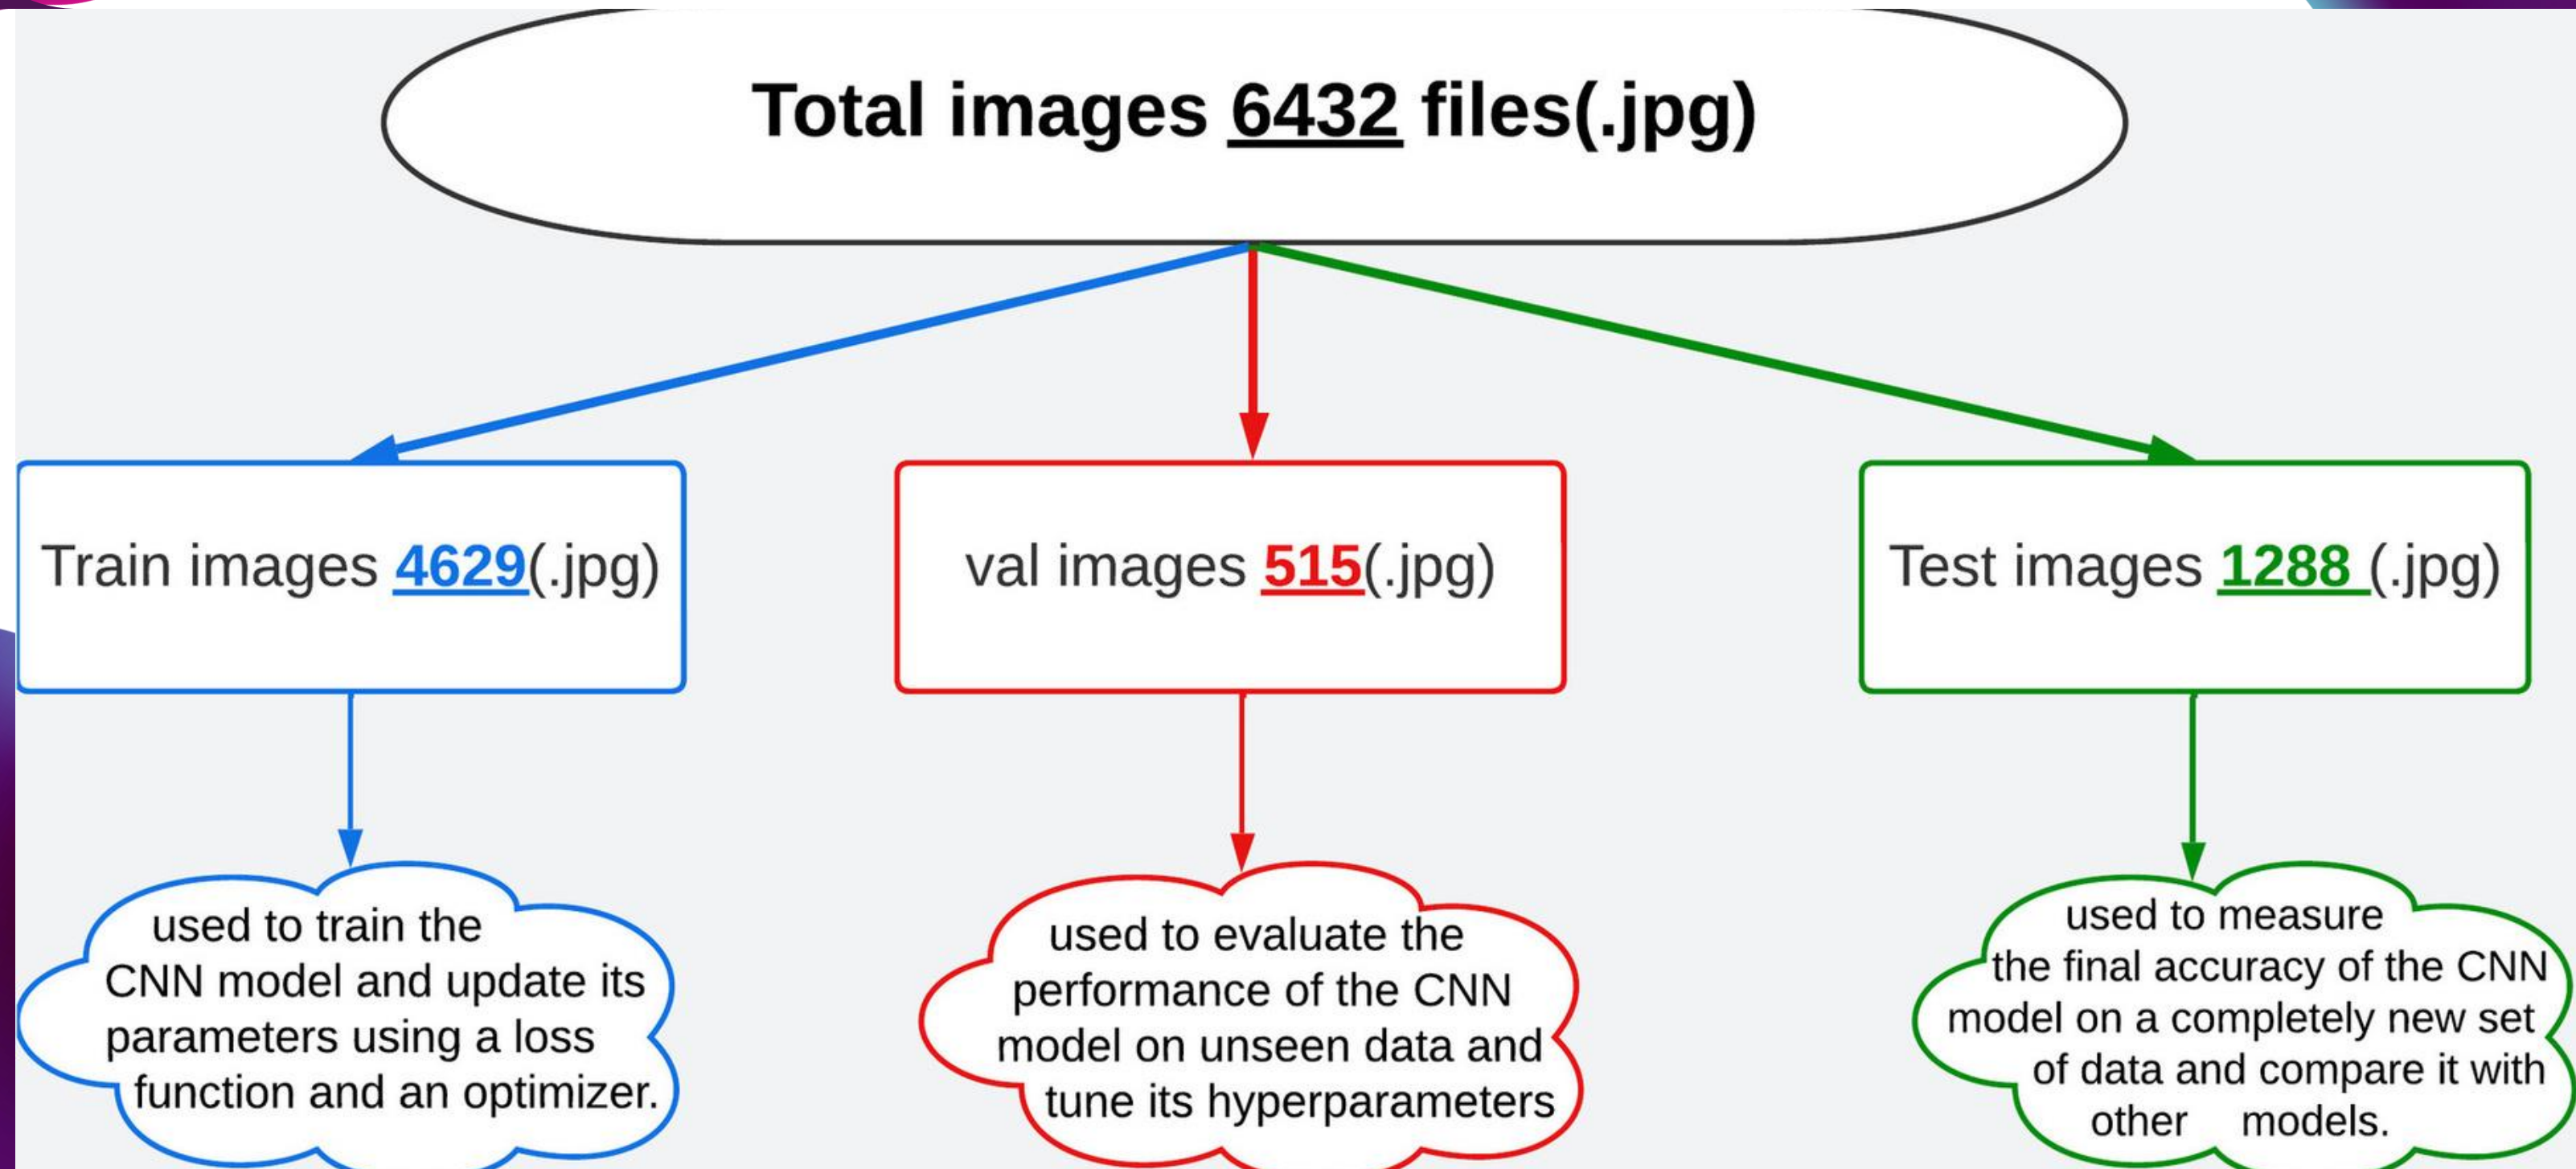 Total images 6432 files(.jpg)
Train images 4629(.jpg)
val images 515(.jpg)
Test images 1288 (.jpg)
used to train the
CNN model and update its
parameters using a loss
function and an optimizer.
used to evaluate the
performance of the CNN
model on unseen data and
tune its hyperparameters
used to measure
the final accuracy of the CNN
model on a completely new set
of data and compare it with
other models.